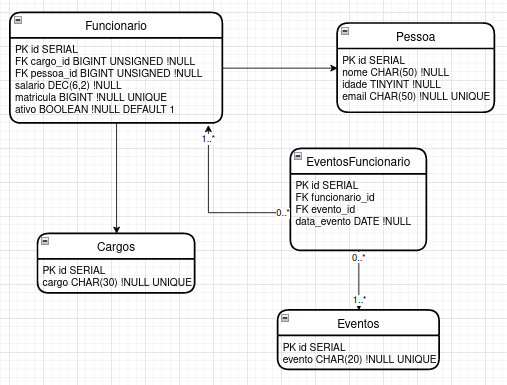 Funcionario
PK id SERIAL
FK cargo_id BIGINT UNSIGNED !NULL
FK pessoa_id BIGINT UNSIGNED !NULL
salario DEC(6,2) !NULL
matricula BIGINT !NULL UNIQUE
ativo BOOLEAN !NULL DEFAULT 1
Pessoa
PK id SERIAL
nome CHAR(50) !NULL
idade TINYINT !NULL
email CHAR(50) !NULL UNIQUE
1..*
EventosFuncionario
PK id SERIAL
FK funcionario_id
FK evento_id
data_evento DATE !NULL
0..*
Cargos
PK id SERIAL
cargo CHAR(30) !NULL UNIQUE
0..*
1..*
Eventos
PK id SERIAL
evento CHAR(20) !NULL UNIQUE